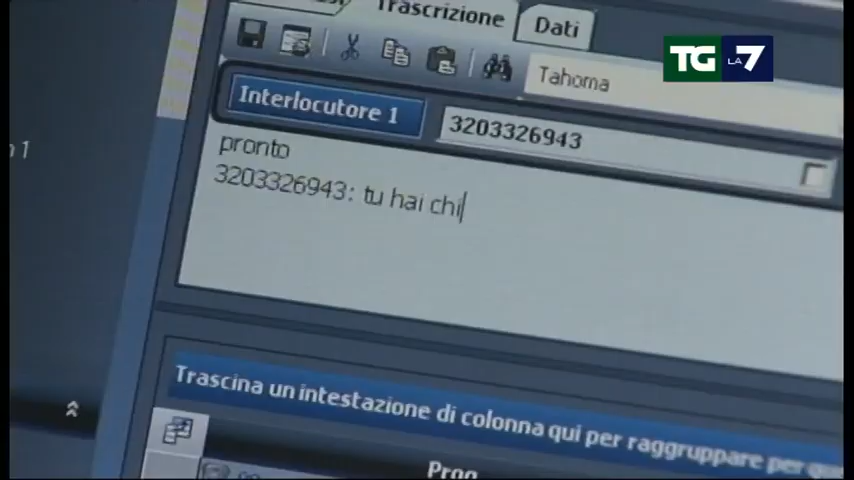 Trascrizione
Dati
TG LA 7
Tahoma
Interlocutore 1
3203326943
pronto
3203326943: tu hai chi
Trascina un intestazione di colonna qui per raggruppare per
Prog